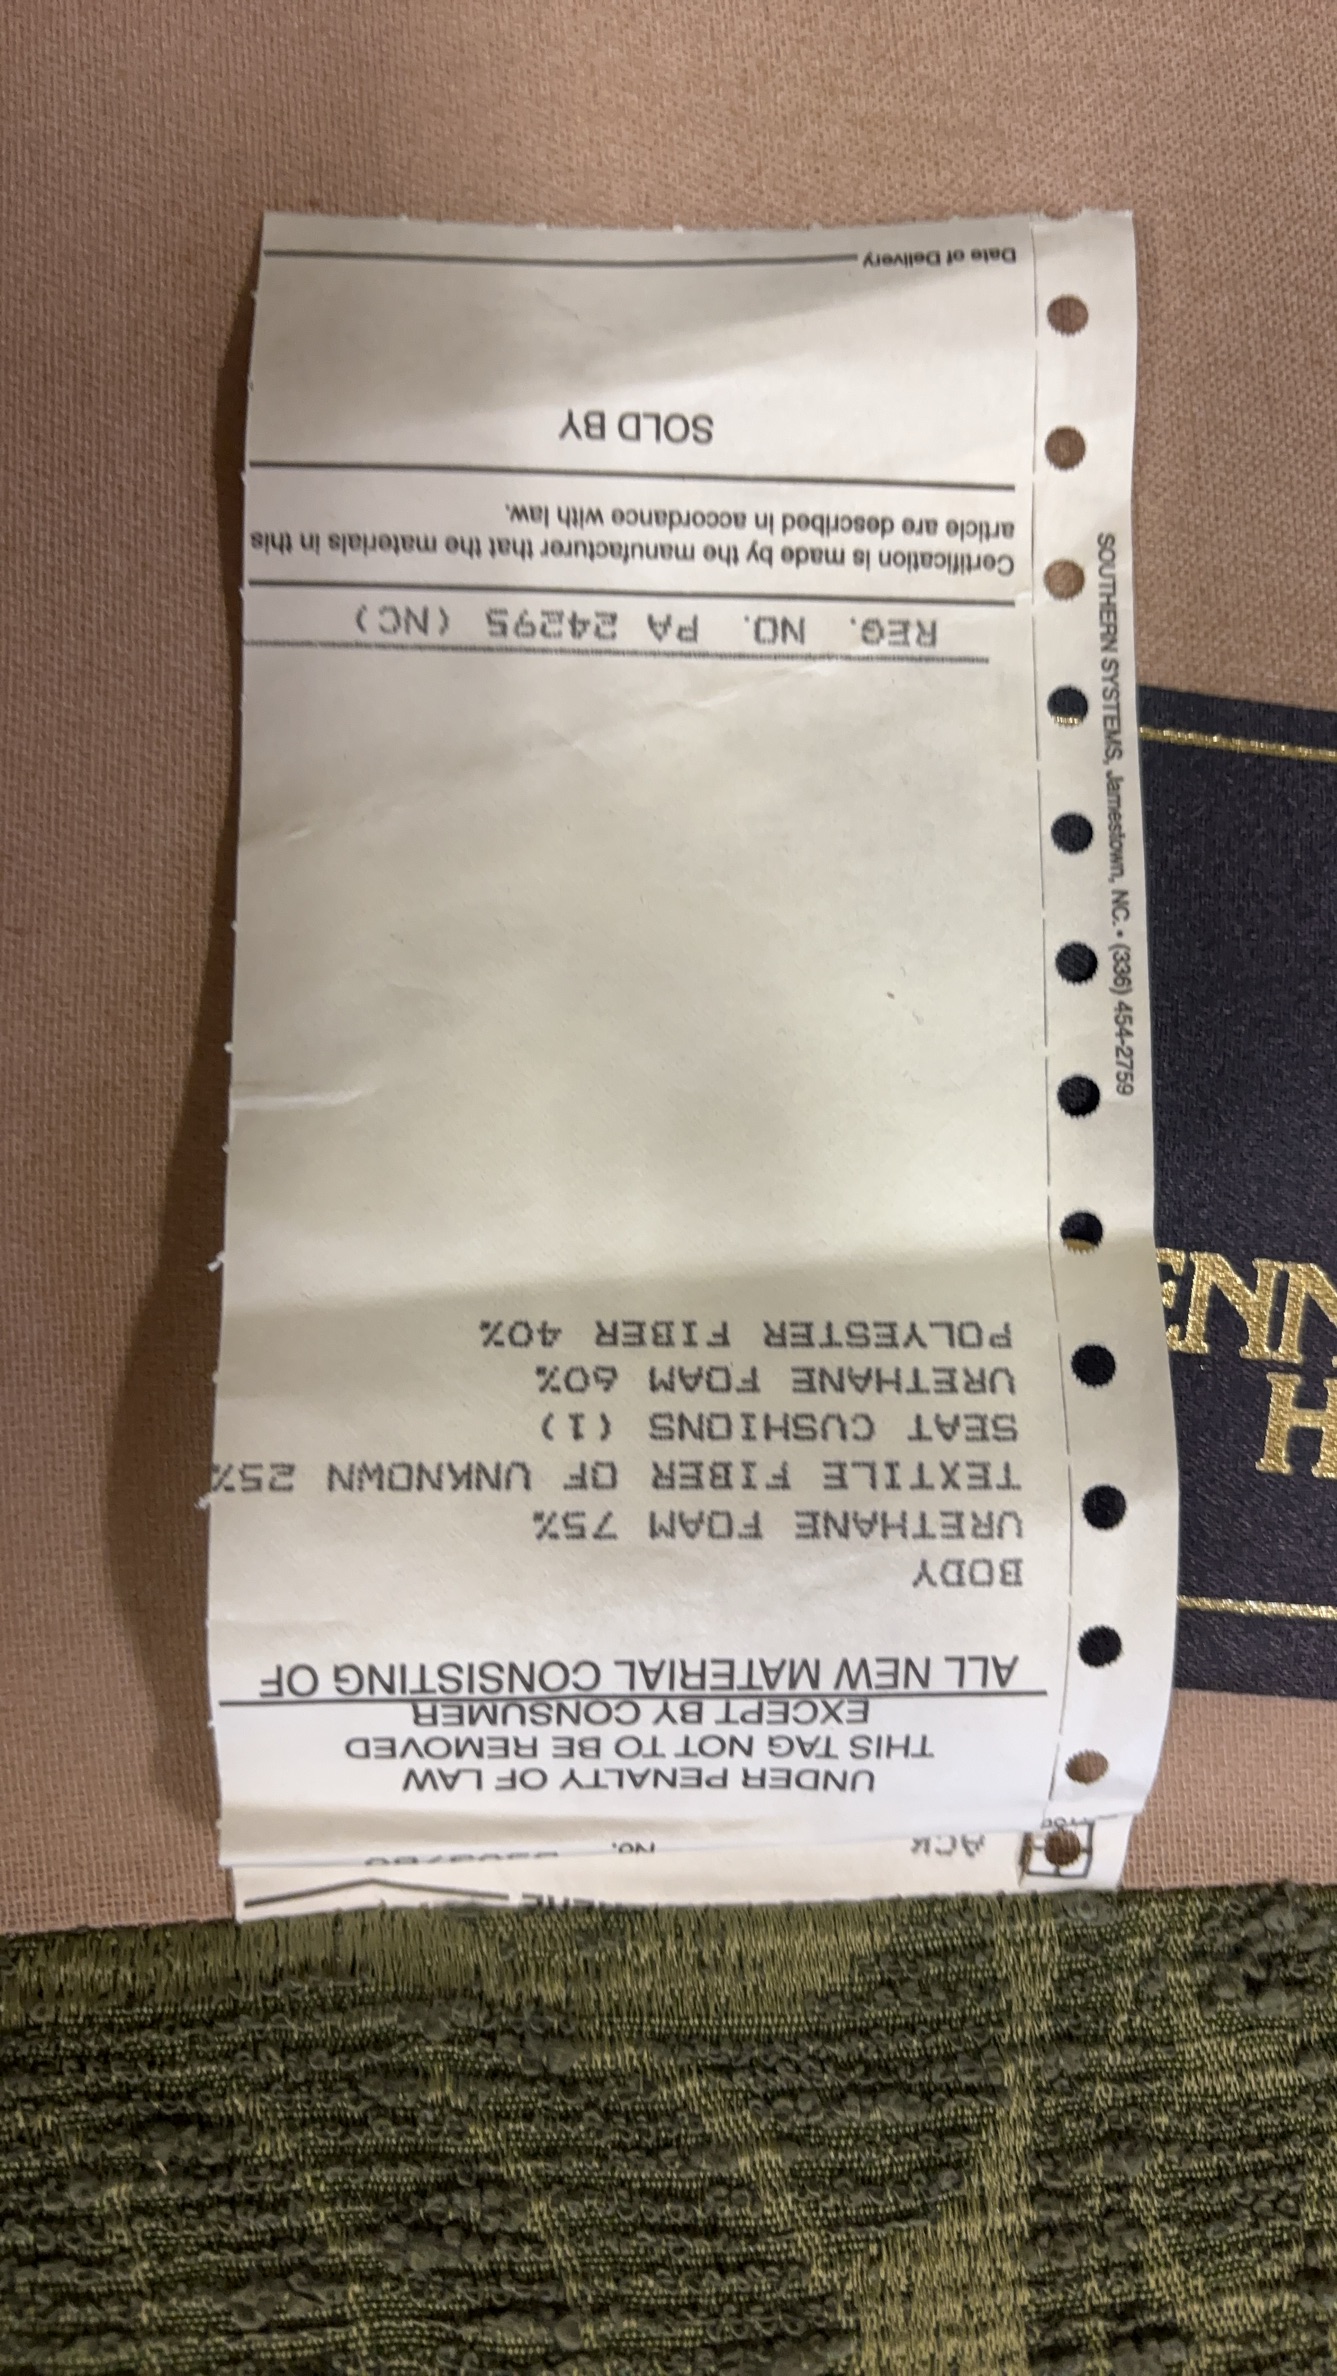 UNDER PENALTY OF LAW
THIS TAG NOT TO BE REMOVED
EXCEPT BY CONSUMER
ALL NEW MATERIAL CONSISTING OF
BODY
URETHANE FOAM 75%
TEXTILE FIBER OF UNKNOWN 25%
SEAT CUSHIONS (1)
URETHANE FOAM 60%
POLYESTER FIBER 40%
REG. NO. PA 24295 (NC)
Certification is made by the manufacturer that the materials in this
article are described in accordance with law.
SOLD BY
Date of Delivery
SOUTHERN SYSTEMS, Jamestown, NC. • (336) 454-2759
ACK No.
ENN
H